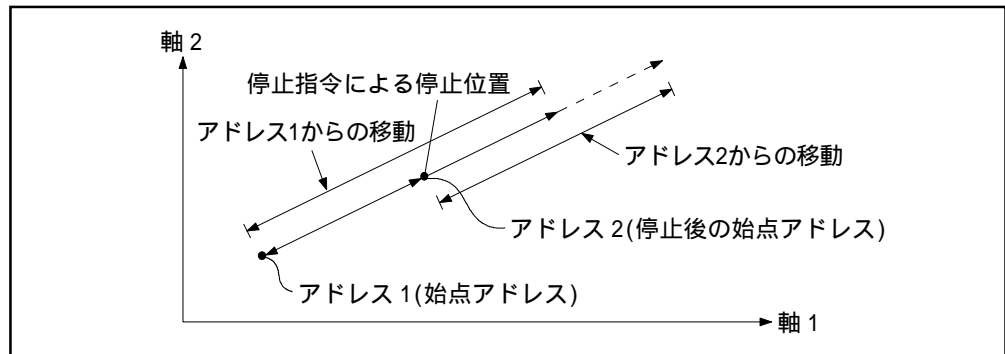 軸 2
停止指令による停止位置
アドレス1からの移動
アドレス2からの移動
アドレス 2(停止後の始点アドレス)
アドレス 1(始点アドレス)
軸 1